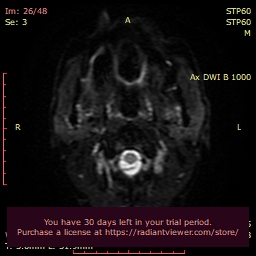 Im: 26/48
Se: 3
A
STP60
STP60
M
Ax DWI B 1000
R
L
You have 30 days left in your trial period.
Purchase a license at https://radiantviewer.com/store/